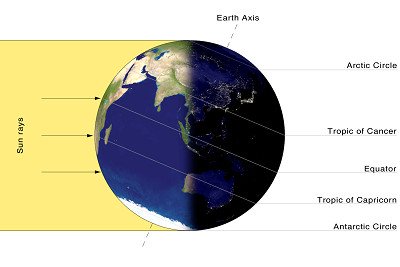 Earth Axis
Arctic Circle
Tropic of Cancer
Sun rays
Equator
Tropic of Capricorn
Antarctic Circle